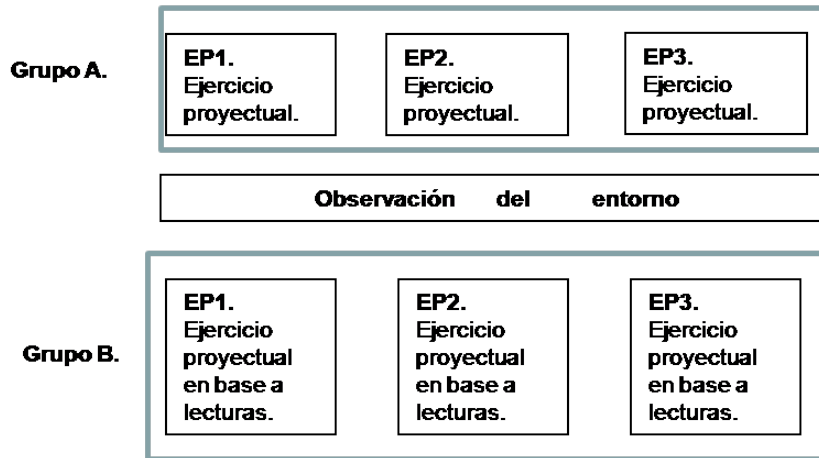 Grupo A.
EP1.
Ejercicio
proyectual.
EP2.
Ejercicio
proyectual.
EP3.
Ejercicio
proyectual.
Observación del entorno
Grupo B.
EP1.
Ejercicio
proyectual
en base a
lecturas.
EP2.
Ejercicio
proyectual
en base a
lecturas.
EP3.
Ejercicio
proyectual
en base a
lecturas.